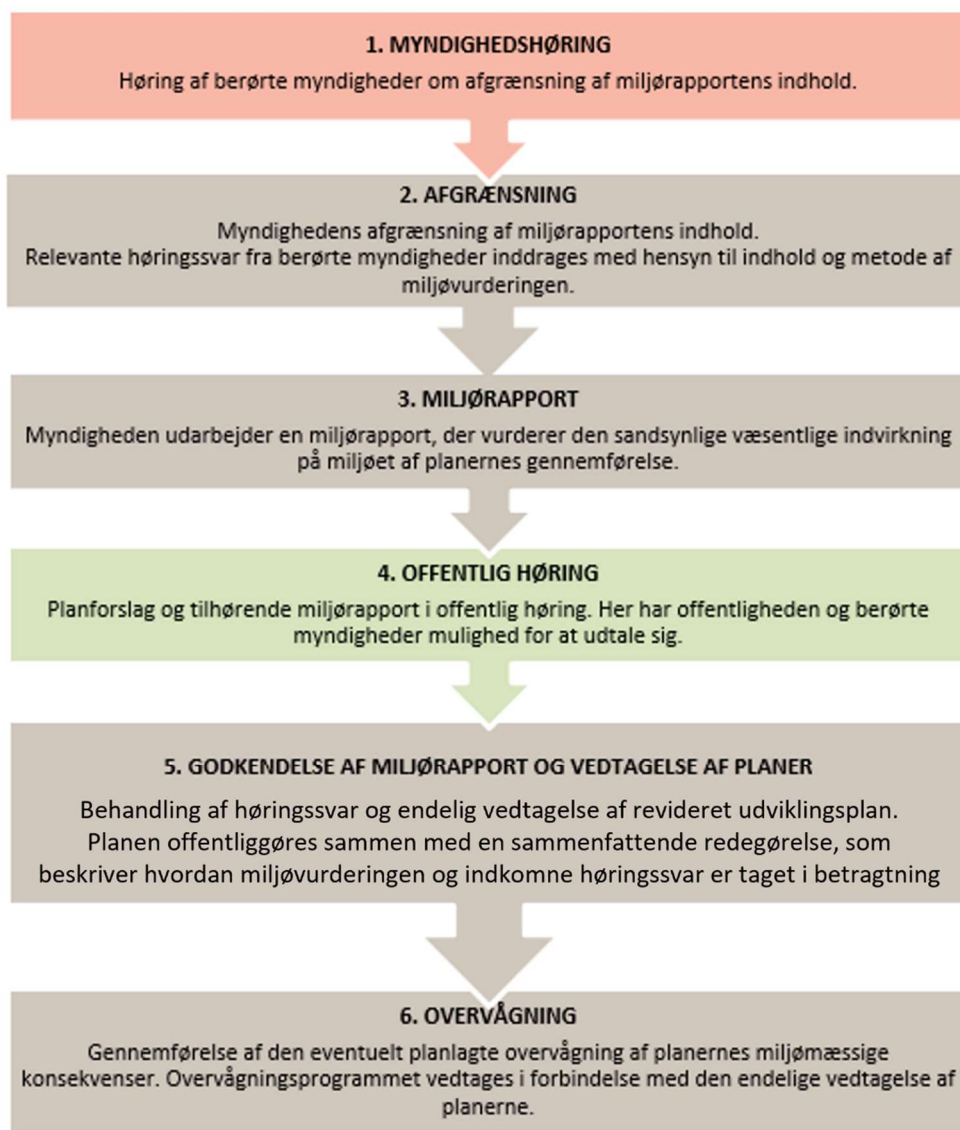 1. MYNDIGHEDSHØRING
Høring af berørte myndigheder om afgrænsning af miljørapportens indhold.
2. AFGRÆNSNING
Myndighedens afgrænsning af miljørapportens indhold.
Relevante høringssvar fra berørte myndigheder inddrages med hensyn til indhold og metode af
miljøvurderingen.
3. MILJØRAPPORT
Myndigheden udarbejder en miljørapport, der vurderer den sandsynlige væsentlige indvirkning
på miljøet af planernes gennemførelse.
4. OFFENTLIG HØRING
Planforslag og tilhørende miljørapport i offentlig høring. Her har offentligheden og berørte
myndigheder mulighed for at udtale sig.
5. GODKENDELSE AF MILJØRAPPORT OG VEDTAGELSE AF PLANER
Behandling af høringssvar og endelig vedtagelse af revideret udviklingsplan.
Planen offentliggøres sammen med en sammenfattende redegørelse, som
beskriver hvordan miljøvurderingen og indkomne høringssvar er taget i betragtning
6. OVERVÅGNING
Gennemførelse af den eventuelt planlagte overvågning af planernes miljømæssige
konsekvenser. Overvågningsprogrammet vedtages i forbindelse med den endelige vedtagelse af
planerne.